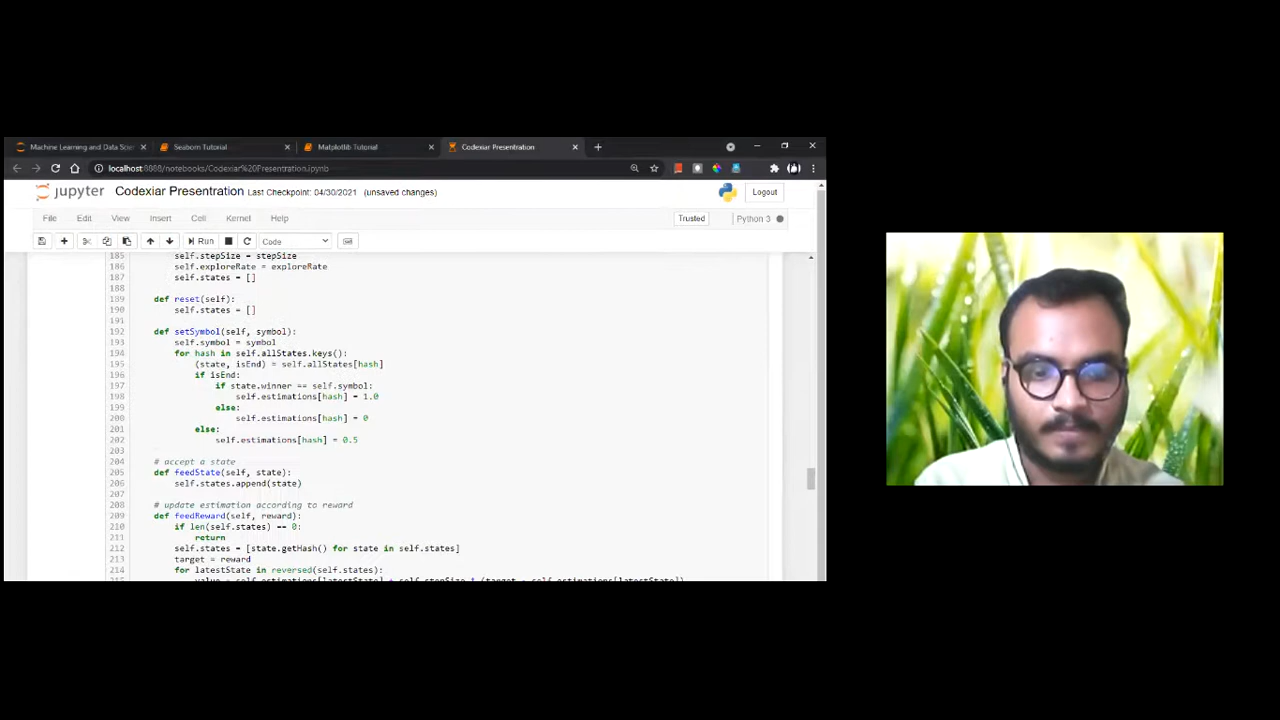 Machine Learning and Data Scie
Seaborn Tutorial
Matplotlib Tutorial
Codexiar Presentation
localhost:8888/notebooks/Codexiar%20Presentation.ipynb
jupyter Codexiar Presentation Last Checkpoint: 04/30/2021 (unsaved changes)
Logout
File Edit View Insert Cell Kernel Help
Trusted Python 3
Run Code
185 self.stepSize = stepSize
186 self.exploreRate = exploreRate
187 self.states = []
188
189 def reset(self):
190 self.states = []
191
192 def setSymbol(self, symbol):
193 self.symbol = symbol
194 for hash in self.allStates.keys():
195 (state, isEnd) = self.allStates[hash]
196 if isEnd:
197 if state.winner == self.symbol:
198 self.estimations[hash] = 1.0
199 else:
200 self.estimations[hash] = 0
201 else:
202 self.estimations[hash] = 0.5
203
204 # accept a state
205 def feedState(self, state):
206 self.states.append(state)
207
208 # update estimation according to reward
209 def feedReward(self, reward):
210 if len(self.states) == 0:
211 return
212 self.states = [state.getHash() for state in self.states]
213 target = reward
214 for latestState in reversed(self.states):